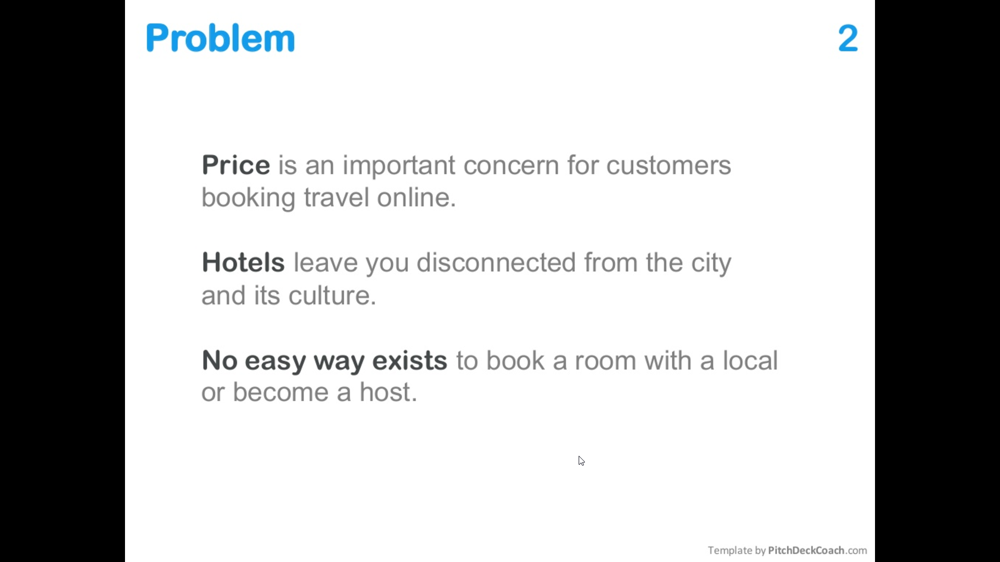 Problem
2
Price is an important concern for customers
booking travel online.
Hotels leave you disconnected from the city
and its culture.
No easy way exists to book a room with a local
or become a host.
Template by PitchDeckCoach.com